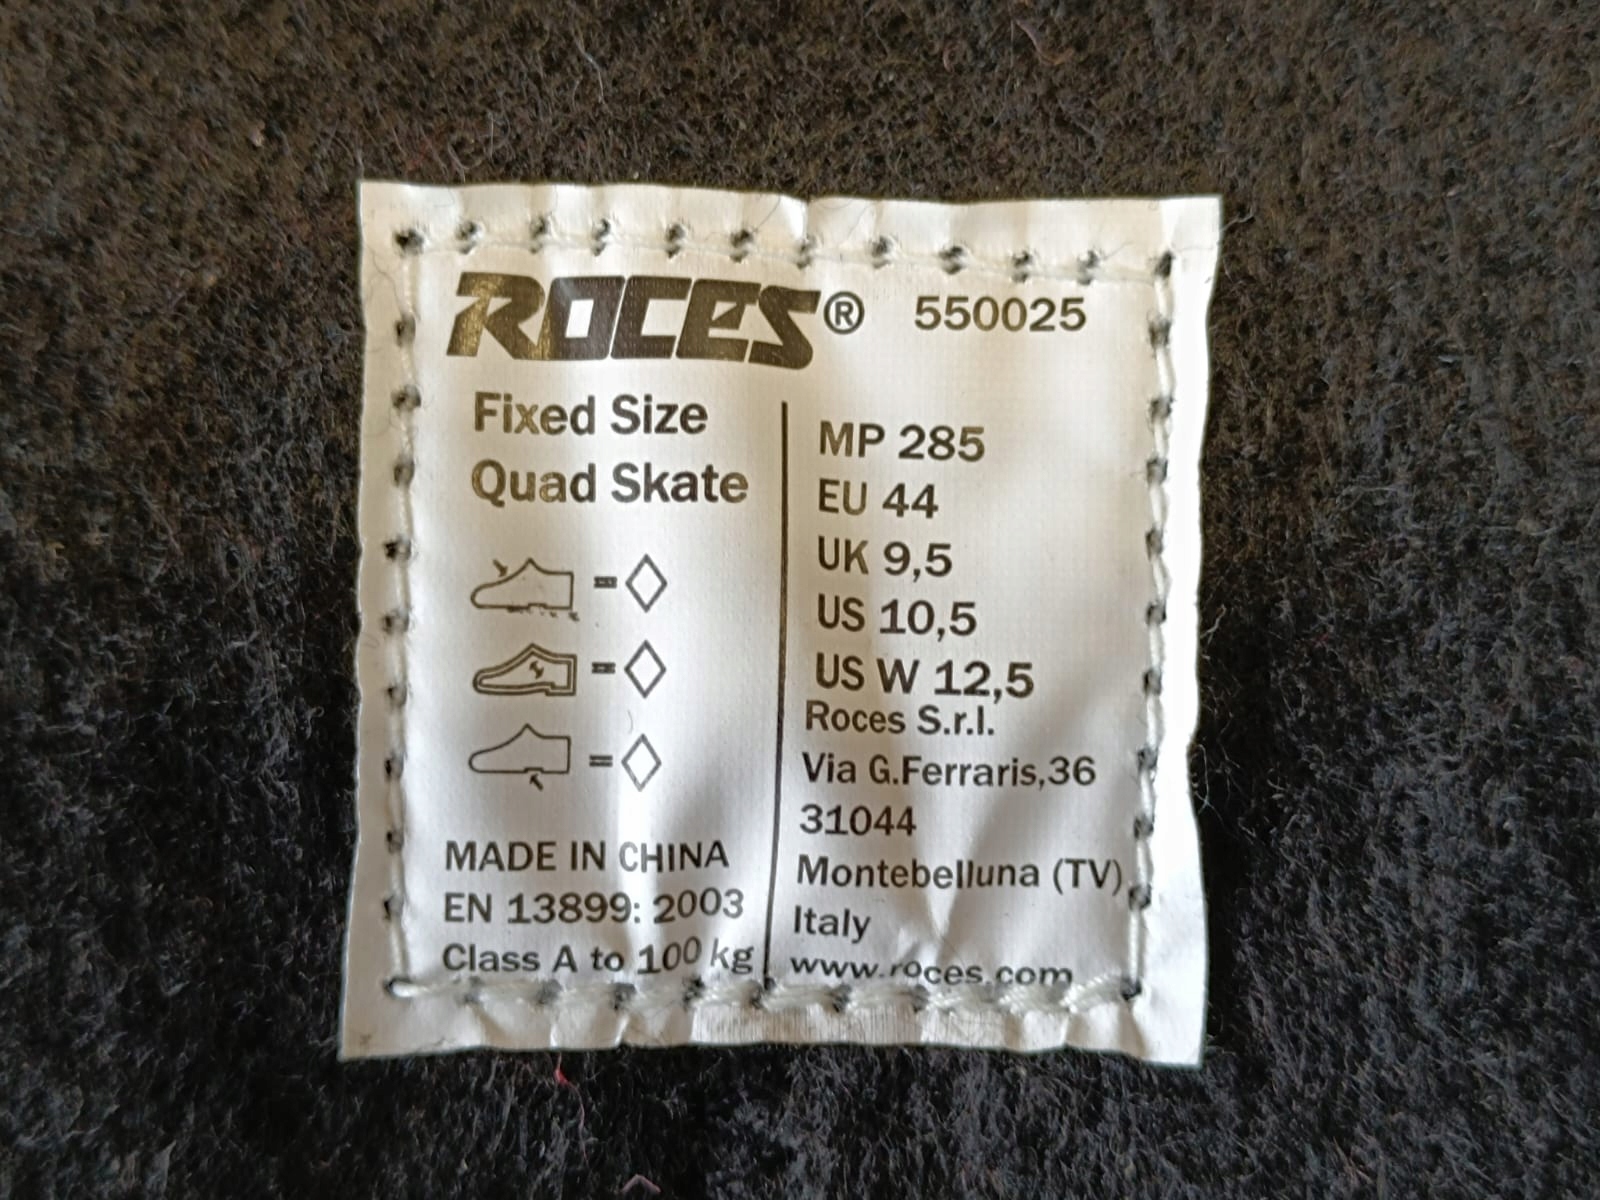 ROCES® 550025
Fixed Size
Quad Skate
=◇
=◇
=◇
MADE IN CHINA
EN 13899: 2003
Class A to 100 kg
MP 285
EU 44
UK 9,5
US 10,5
US W 12,5
Roces S.r.l.
Via G.Ferraris,36
31044
Montebelluna (TV)
Italy
www.roces.com